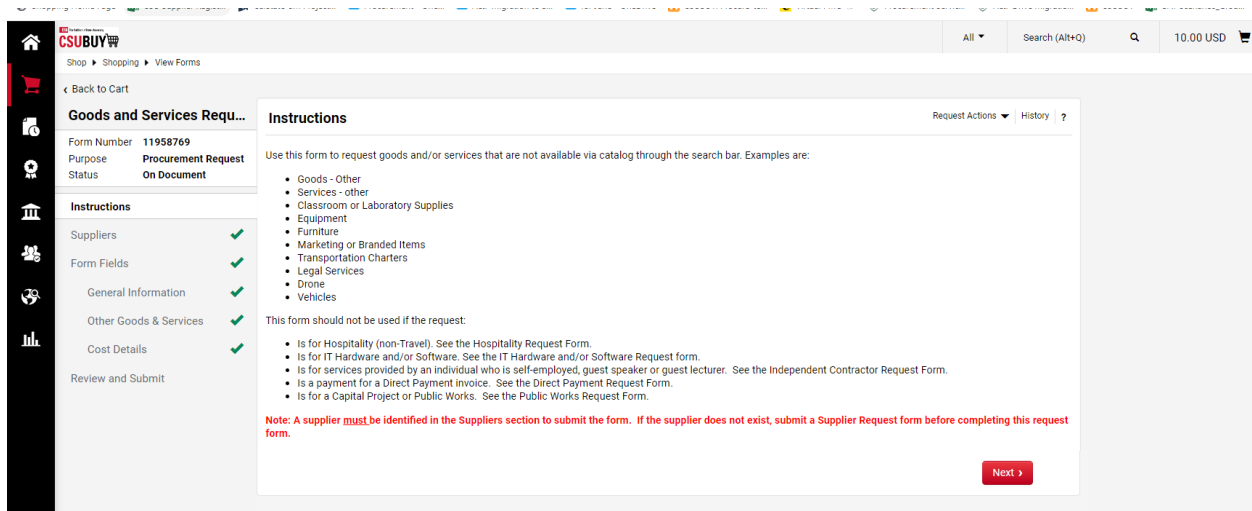 CSUBUY
All
Search (Alt+Q)
10.00 USD
Shop Shopping View Forms
Back to Cart
Goods and Services Requ...
Form Number 11958769
Purpose Procurement Request
Status On Document
Instructions
Suppliers
Form Fields
General Information
Other Goods & Services
Cost Details
Review and Submit
Instructions
Request Actions History ?
Use this form to request goods and/or services that are not available via catalog through the search bar. Examples are:
Goods - Other
Services - other
Classroom or Laboratory Supplies
Equipment
Furniture
Marketing or Branded Items
Transportation Charters
Legal Services
Drone
Vehicles
This form should not be used if the request:
Is for Hospitality (non-Travel). See the Hospitality Request Form.
Is for IT Hardware and/or Software. See the IT Hardware and/or Software Request form.
Is for services provided by an individual who is self-employed, guest speaker or guest lecturer. See the Independent Contractor Request Form.
Is a payment for a Direct Payment invoice. See the Direct Payment Request Form.
Is for a Capital Project or Public Works. See the Public Works Request Form.
Note: A supplier must be identified in the Suppliers section to submit the form. If the supplier does not exist, submit a Supplier Request form before completing this request
form.
Next